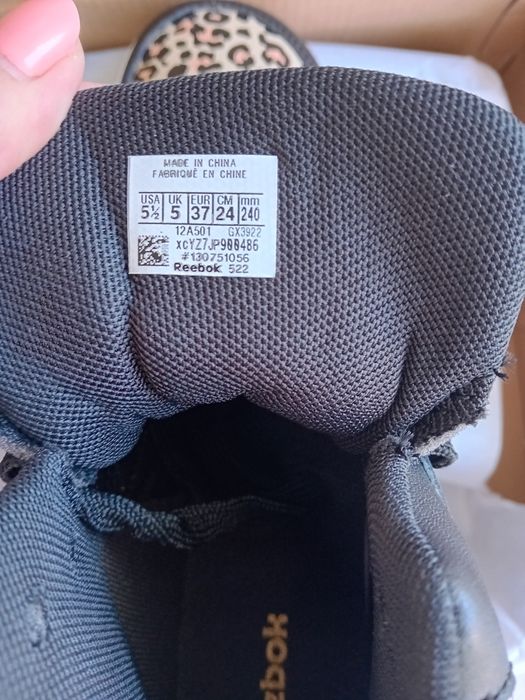 MADE IN CHINA
FABRIQUÉ EN CHINE
USA UK EUR CM mm
5½ 5 37 24 240
12A501 GX3922
xcYZ7JP900486
#130751056
Reebok 522
ebok